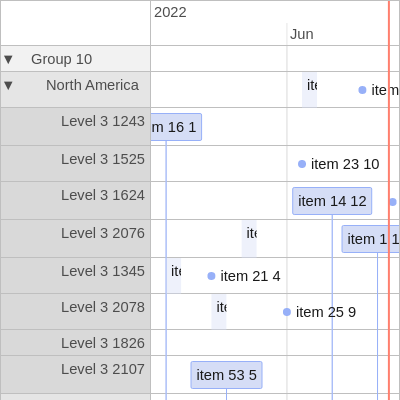 2022
Jun
▼ Group 10
▼ North America item
Level 3 1243 m 16 1
Level 3 1525 item 23 10
Level 3 1624 item 14 12
Level 3 2076 ite item 1 1
Level 3 1345 ite item 21 4
Level 3 2078 ite item 25 9
Level 3 1826
Level 3 2107 item 53 5